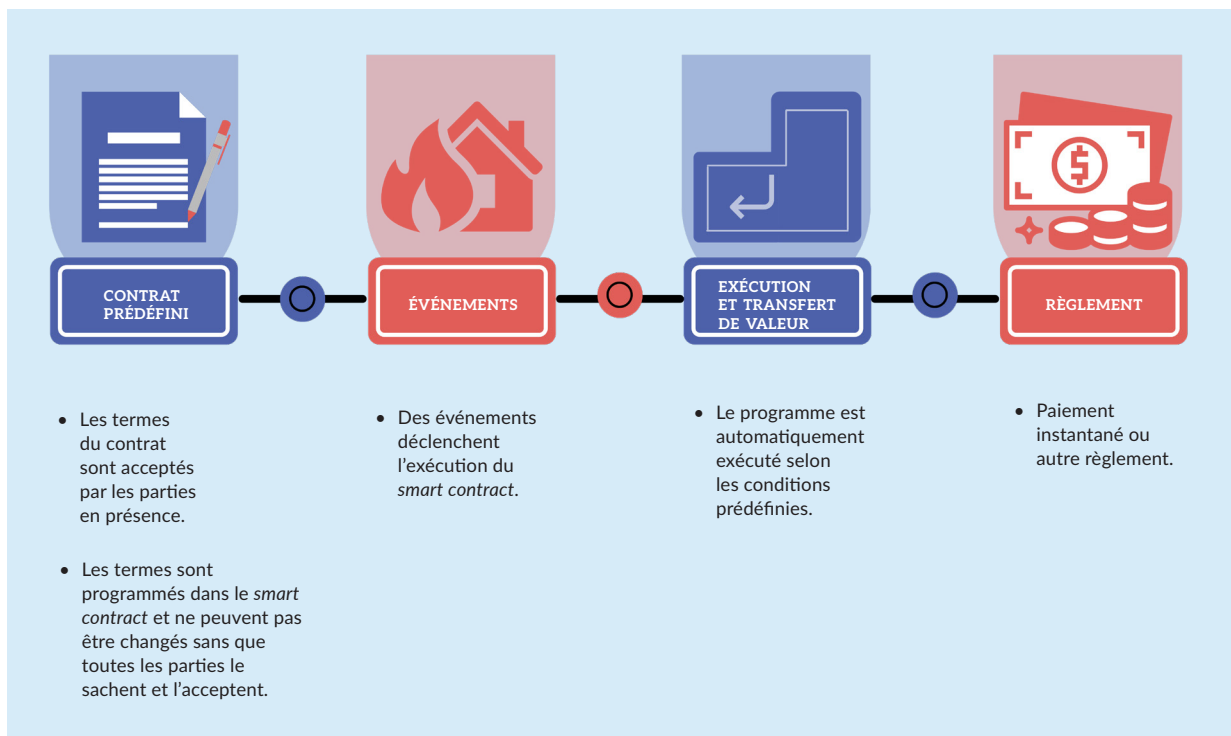 CONTRAT
PRÉDÉFINI
ÉVÉNEMENTS
EXÉCUTION
ET TRANSFERT
DE VALEUR
RÈGLEMENT
• Les termes
du contrat
sont acceptés
par les parties
en présence.
• Les termes sont
programmés dans le smart
contract et ne peuvent pas
être changés sans que
toutes les parties le
sachent et l’acceptent.
• Des événements
déclenchent
l’exécution du
smart contract.
• Le programme est
automatiquement
exécuté selon
les conditions
prédéfinies.
• Paiement
instantané ou
autre règlement.